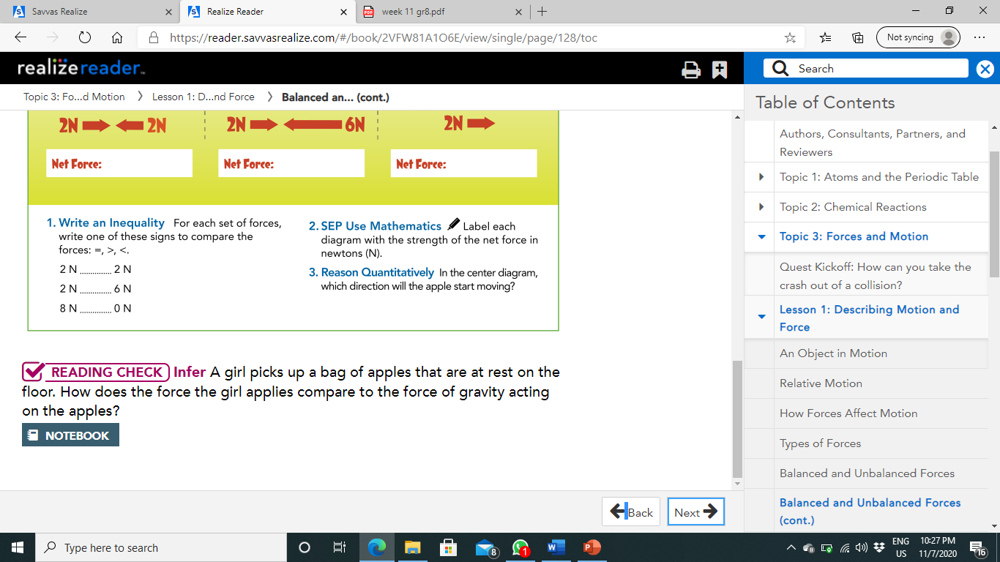 Savvas Realize
Realize Reader
PDF
week 11 gr8.pdf
https://reader.savvasrealize.com/#/book/2VFW81A1O6E/view/single/page/128/toc
Not syncing
realizereader™
Search
Topic 3: Fo...d Motion
Lesson 1: D...nd Force
Balanced an... (cont.)
2N 2N
2N 6N
2N
Net Force:
Net Force:
Net Force:
1. Write an Inequality For each set of forces,
write one of these signs to compare the
forces: =, >, <.
2 N ............... 2 N
2 N ............... 6 N
8 N ............... 0 N
2. SEP Use Mathematics Label each
diagram with the strength of the net force in
newtons (N).
3. Reason Quantitatively In the center diagram,
which direction will the apple start moving?
READING CHECK Infer A girl picks up a bag of apples that are at rest on the
floor. How does the force the girl applies compare to the force of gravity acting
on the apples?
NOTEBOOK
Back
Next
Table of Contents
Authors, Consultants, Partners, and
Reviewers
Topic 1: Atoms and the Periodic Table
Topic 2: Chemical Reactions
Topic 3: Forces and Motion
Quest Kickoff: How can you take the
crash out of a collision?
Lesson 1: Describing Motion and
Force
An Object in Motion
Relative Motion
How Forces Affect Motion
Types of Forces
Balanced and Unbalanced Forces
Balanced and Unbalanced Forces
(cont.)
Type here to search
8
1
ENG
US
10:27 PM
11/7/2020
16